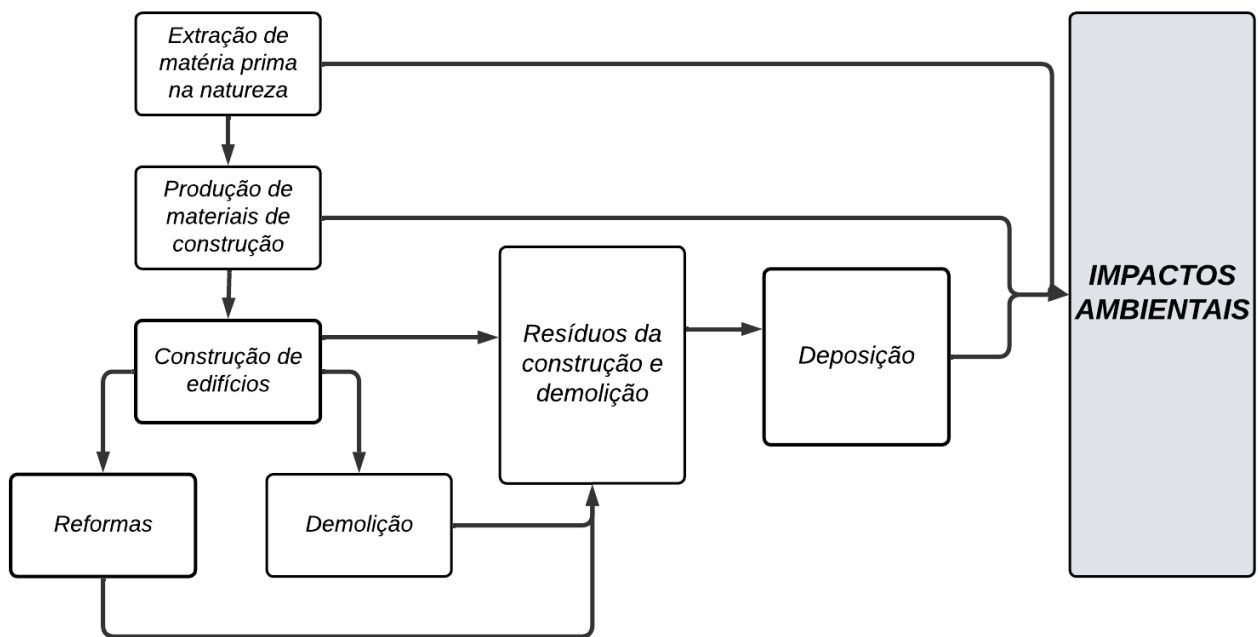 Extração de
matéria prima
na natureza
Produção de
materiais de
construção
Construção de
edifícios
Reformas
Demolição
Resíduos da
construção e
demolição
Deposição
IMPACTOS
AMBIENTAIS